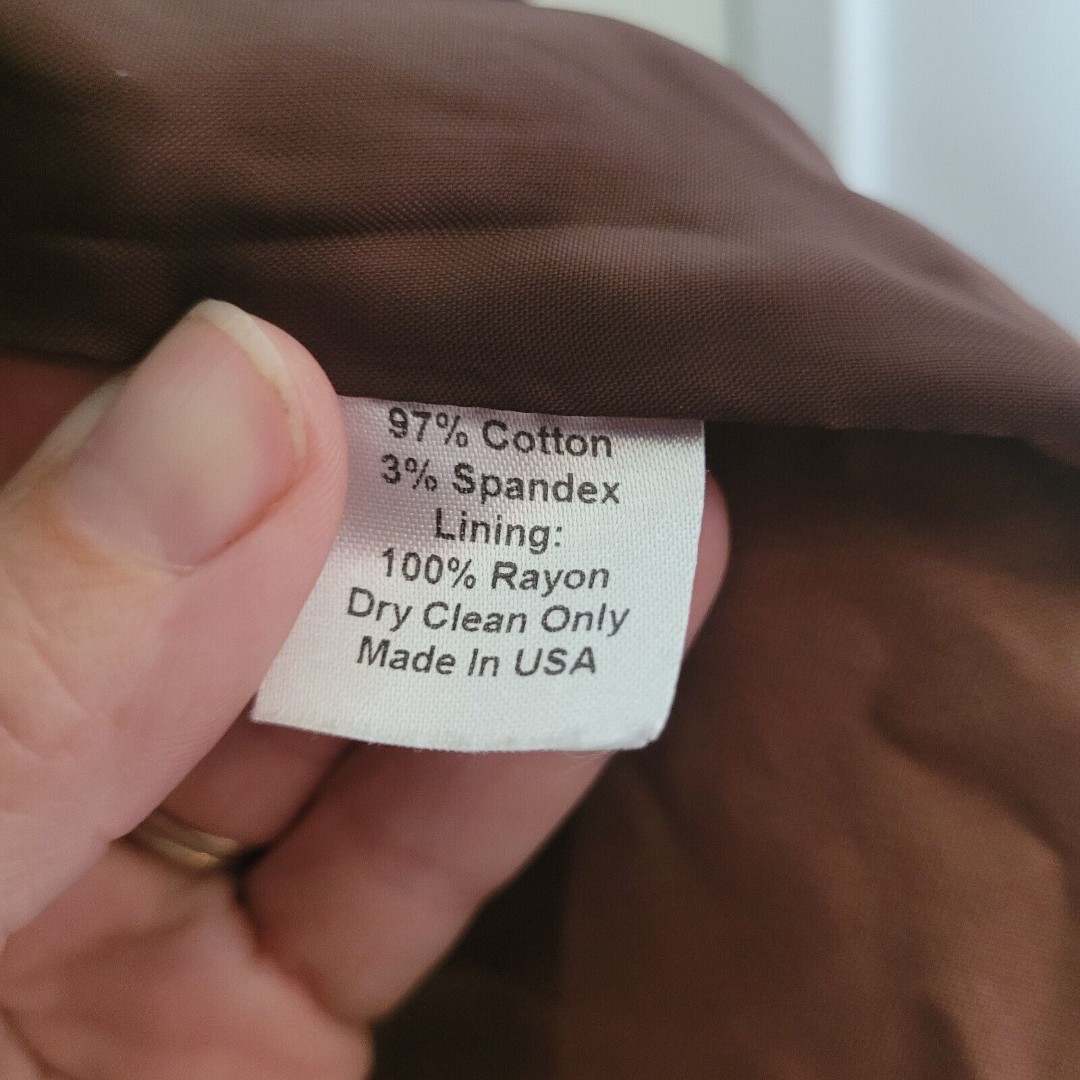 97% Cotton
3% Spandex
Lining:
100% Rayon
Dry Clean Only
Made In USA